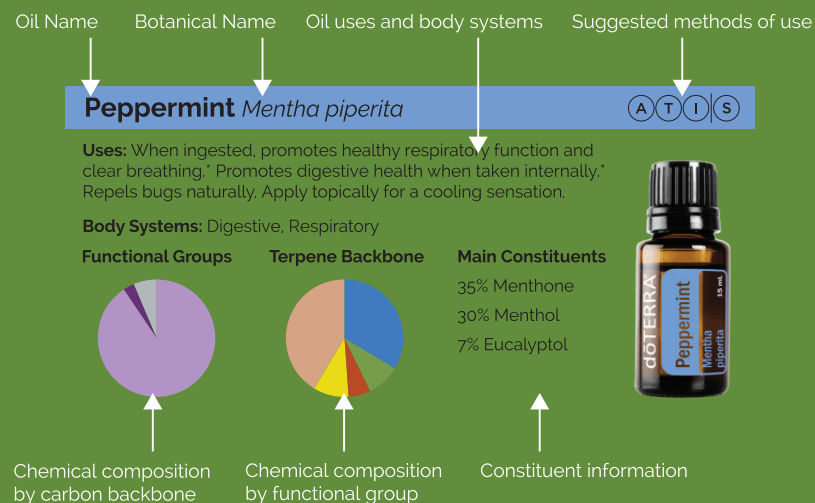 Oil Name Botanical Name Oil uses and body systems Suggested methods of use
Peppermint Mentha piperita A T I S
Uses: When ingested, promotes healthy respiratory function and
clear breathing.* Promotes digestive health when taken internally.*
Repels bugs naturally. Apply topically for a cooling sensation.
Body Systems: Digestive, Respiratory
Functional Groups Terpene Backbone Main Constituents
35% Menthone
30% Menthol
7% Eucalyptol
dōTERRA®
Peppermint
Mentha
piperita
15 mL
Chemical composition
by carbon backbone
Chemical composition
by functional group
Constituent information